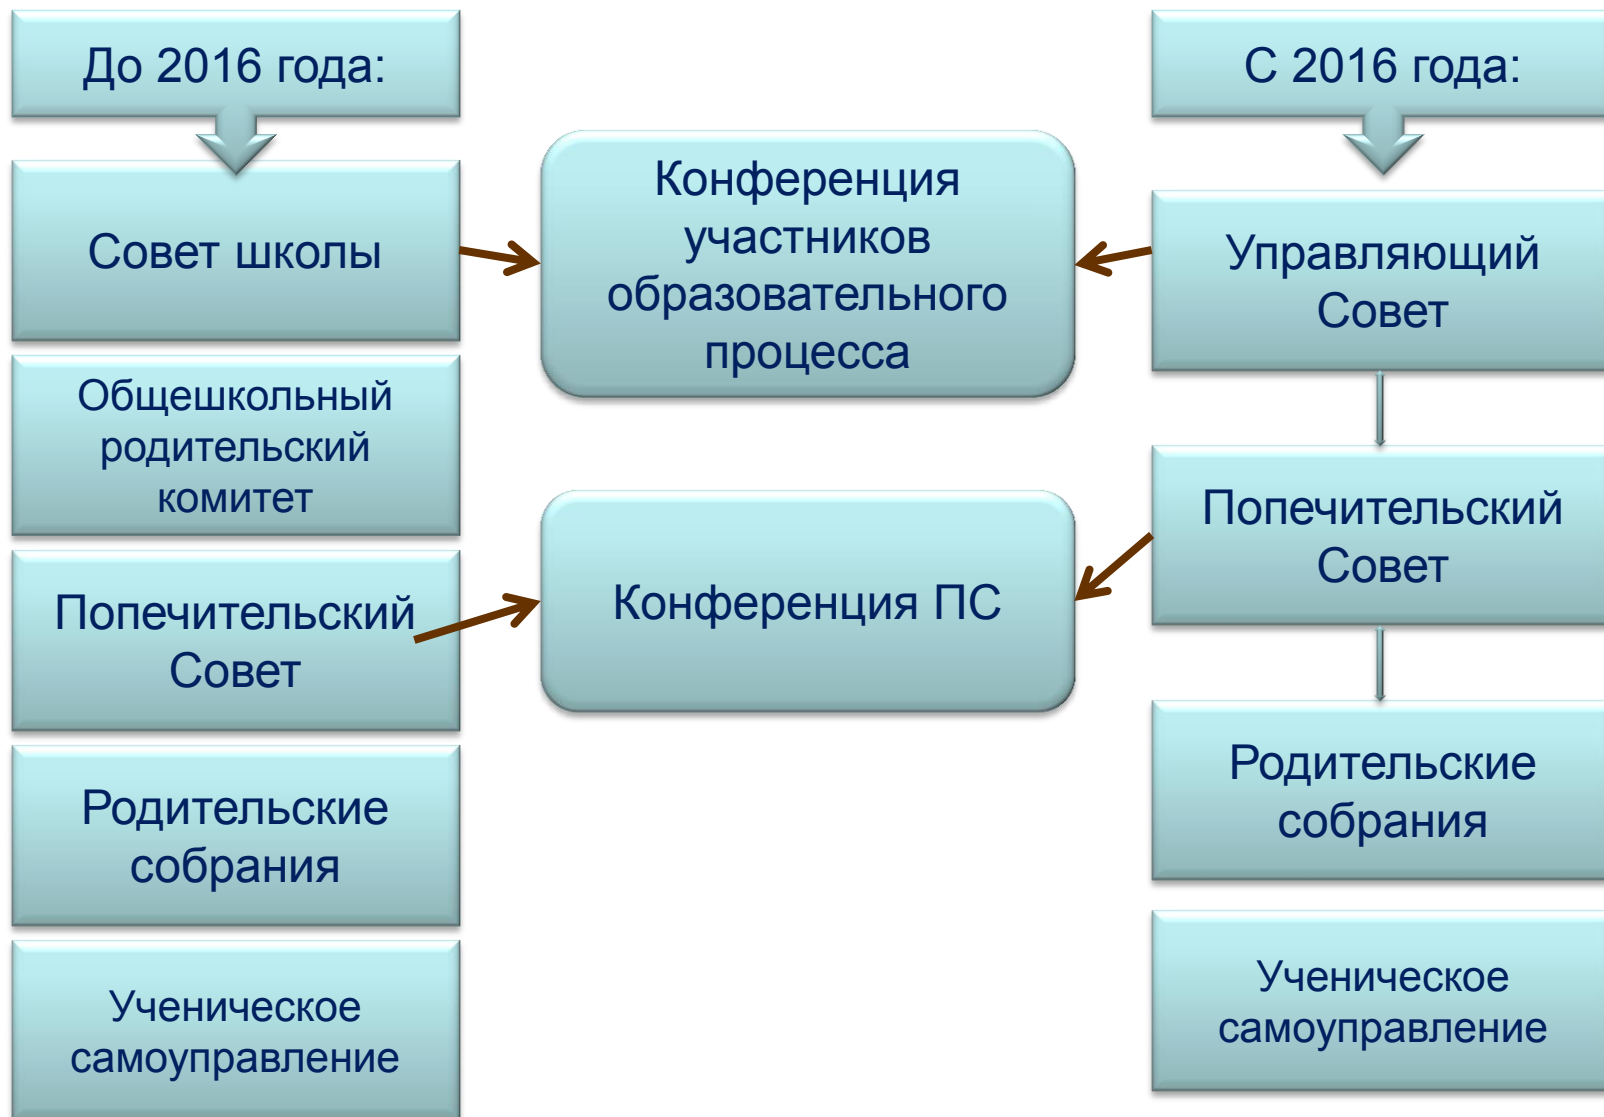 До 2016 года:
Совет школы
Общешкольный
родительский
комитет
Попечительский
Совет
Родительские
собрания
Ученическое
самоуправление
Конференция
участников
образовательного
процесса
Конференция ПС
С 2016 года:
Управляющий
Совет
Попечительский
Совет
Родительские
собрания
Ученическое
самоуправление